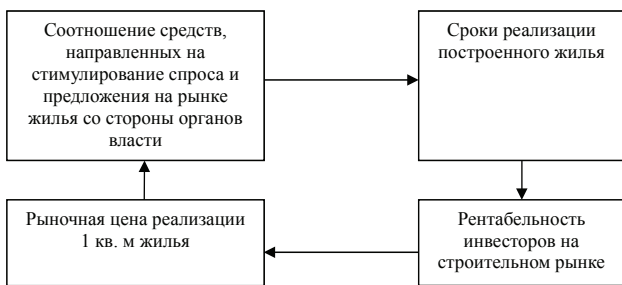 Соотношение средств,
направленных на
стимулирование спроса и
предложения на рынке
жилья со стороны органов
власти
Сроки реализации
построенного жилья
Рыночная цена реализации
1 кв. м жилья
Рентабельность
инвесторов на
строительном рынке